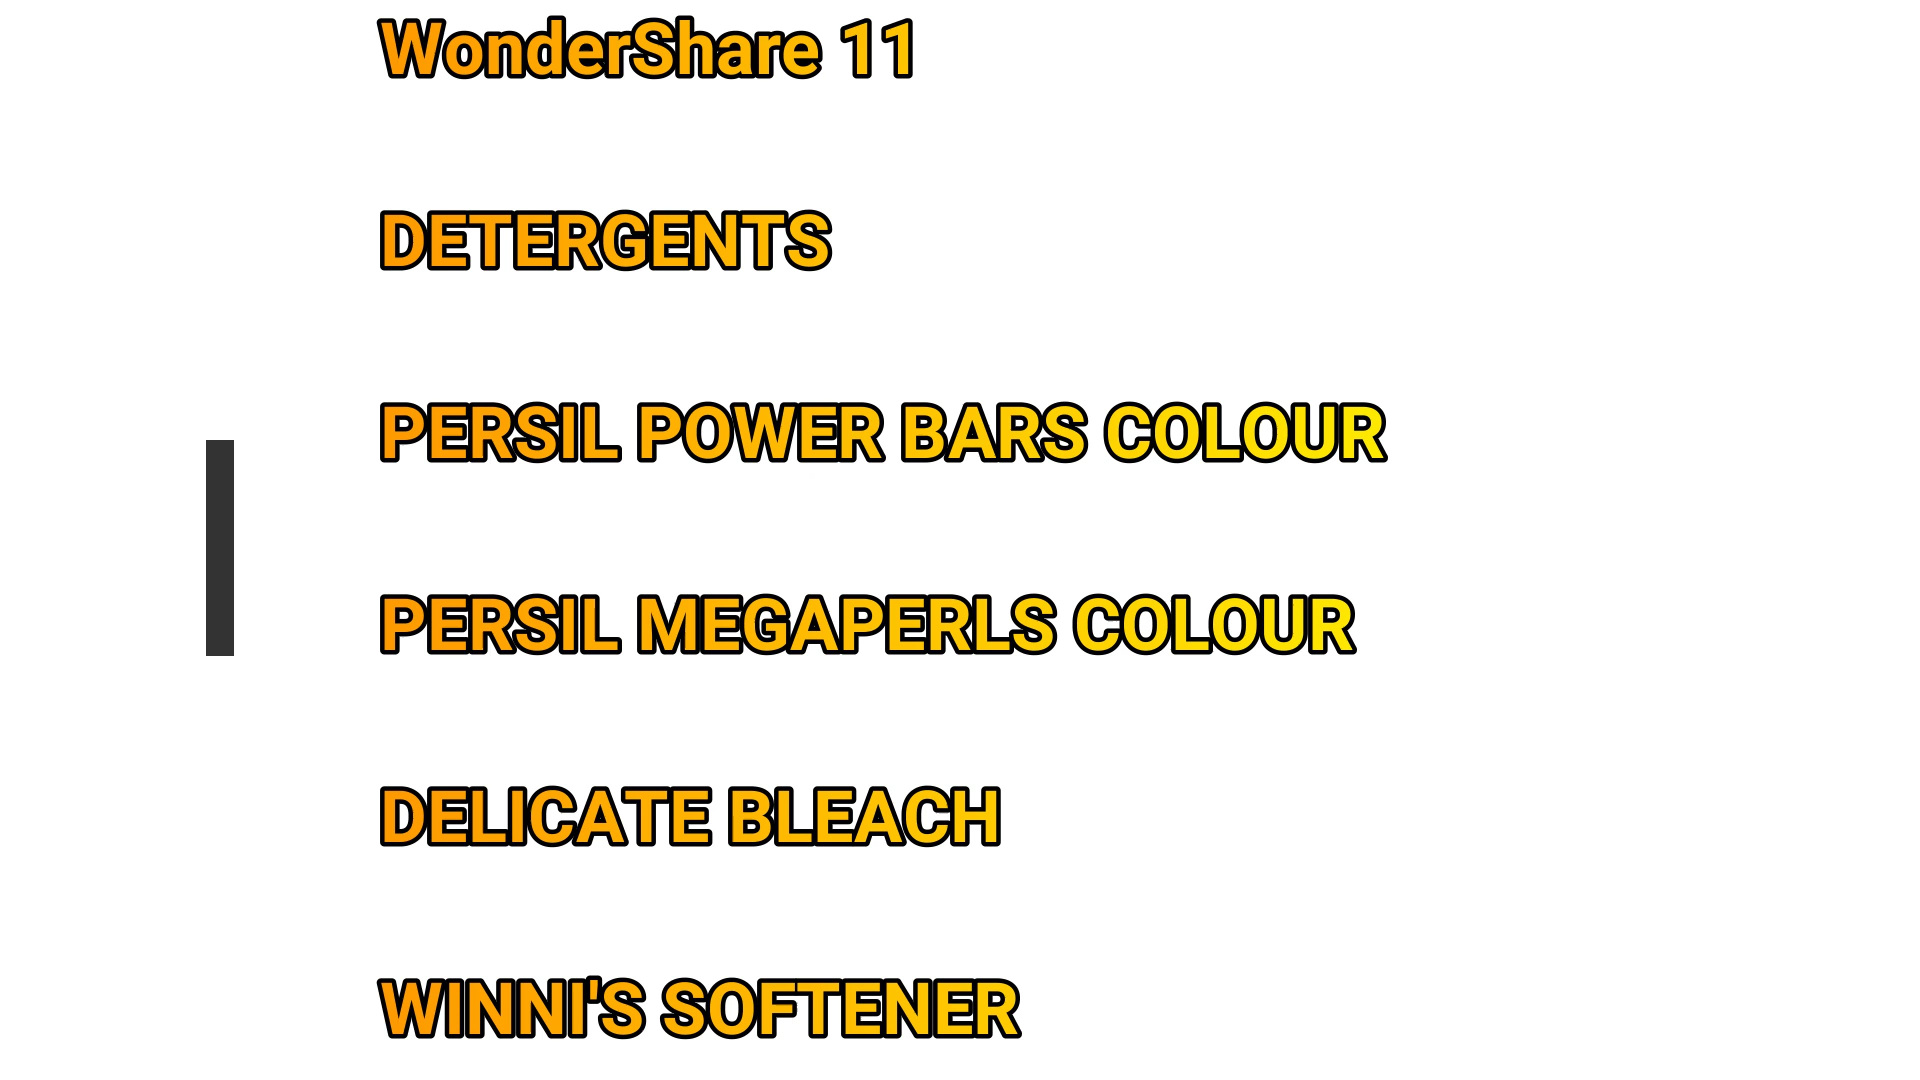 WonderShare 11
DETERGENTS
PERSIL POWER BARS COLOUR
PERSIL MEGAPERLS COLOUR
DELICATE BLEACH
WINNI'S SOFTENER